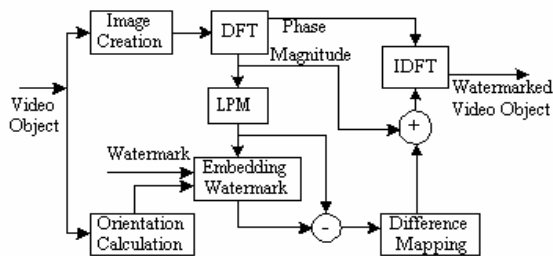 Image
Creation
DFT
Phase
Magnitude
IDFT
Video
Object
LPM
Watermarked
Video Object
+
Watermark
Embedding
Watermark
Orientation
Calculation
-
Difference
Mapping